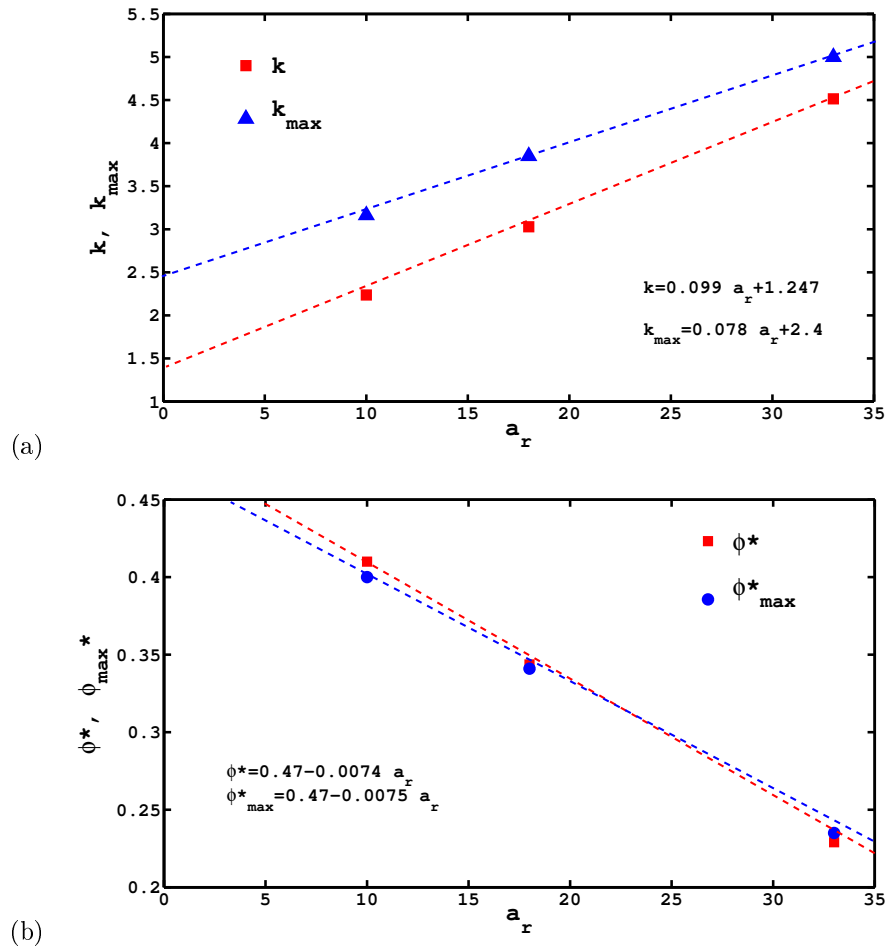 5.5
5
4.5
4
3.5
3
2.5
2
1.5
1
k, k_max
k
k_max
k=0.099 a_r+1.247
k_max=0.078 a_r+2.4
0 5 10 15 20 25 30 35
a_r
(a)
0.45
0.4
0.35
0.3
0.25
0.2
ϕ*, ϕ_max*
ϕ*
ϕ*_max
ϕ*=0.47−0.0074 a_r
ϕ*_max=0.47−0.0075 a_r
0 5 10 15 20 25 30 35
a_r
(b)